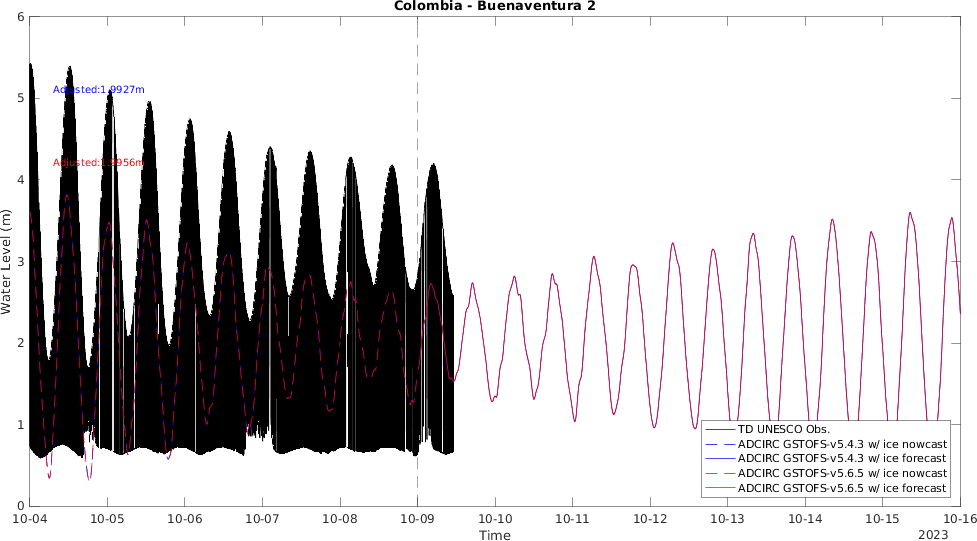 Colombia - Buenaventura 2
6
5
4
3
2
1
0
Water Level (m)
Adjusted:1.9927m
Adjusted:1.9956m
TD UNESCO Obs.
ADCIRC GSTOFS-v5.4.3 w/ ice nowcast
ADCIRC GSTOFS-v5.4.3 w/ ice forecast
ADCIRC GSTOFS-v5.6.5 w/ ice nowcast
ADCIRC GSTOFS-v5.6.5 w/ ice forecast
10-04 10-05 10-06 10-07 10-08 10-09 10-10 10-11 10-12 10-13 10-14 10-15 10-16
Time
2023